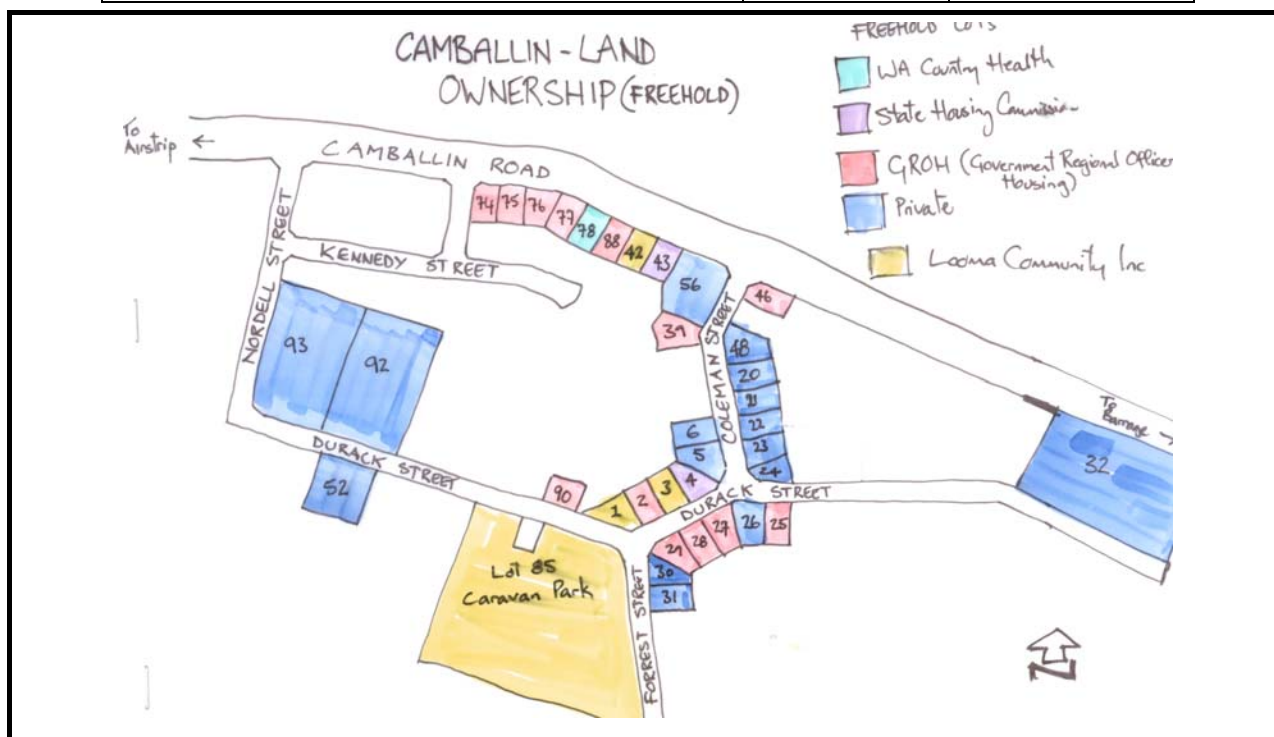 CAMBALLIN - LAND
OWNERSHIP (FREEHOLD)
FREEHOLD LOTS
WA Country Health
State Housing Commission
GROH (Government Regional Officer
Housing)
Private
Looma Community Inc
To
Airstrip ←
CAMBALLIN ROAD
NORDELL STREET
KENNEDY STREET
74 75 76 77 78 88 42 43
56
39
46
COLEMAN STREET
48
20
21
22
23
24
93
92
6
5
DURACK STREET
52
90
1 2 3 4
DURACK STREET
29 28 27 26 25
30
31
Lot 85
Caravan Park
FORREST STREET
To
Barrage →
32
N